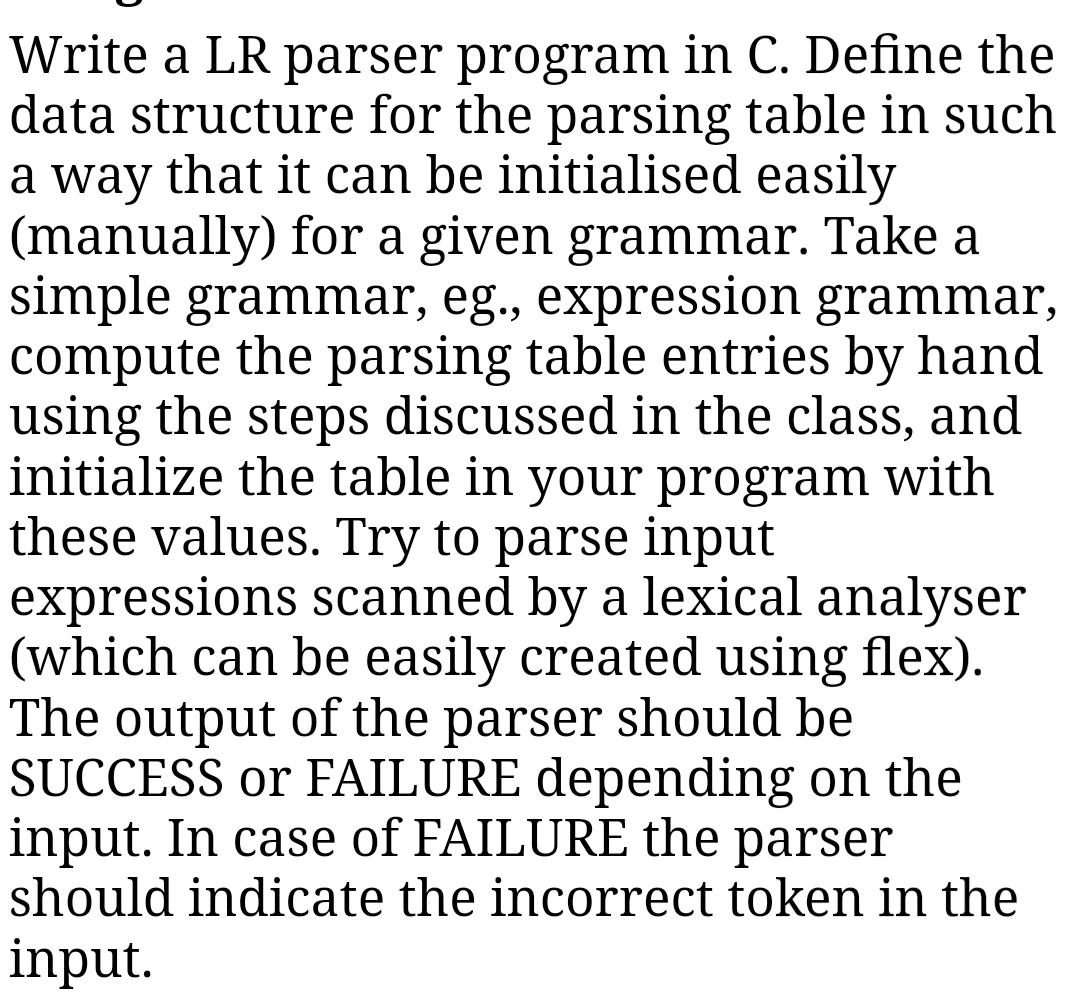 Write a LR parser program in C. Define the
data structure for the parsing table in such
a way that it can be initialised easily
(manually) for a given grammar. Take a
simple grammar, eg., expression grammar,
compute the parsing table entries by hand
using the steps discussed in the class, and
initialize the table in your program with
these values. Try to parse input
expressions scanned by a lexical analyser
(which can be easily created using flex).
The output of the parser should be
SUCCESS or FAILURE depending on the
input. In case of FAILURE the parser
should indicate the incorrect token in the
input.